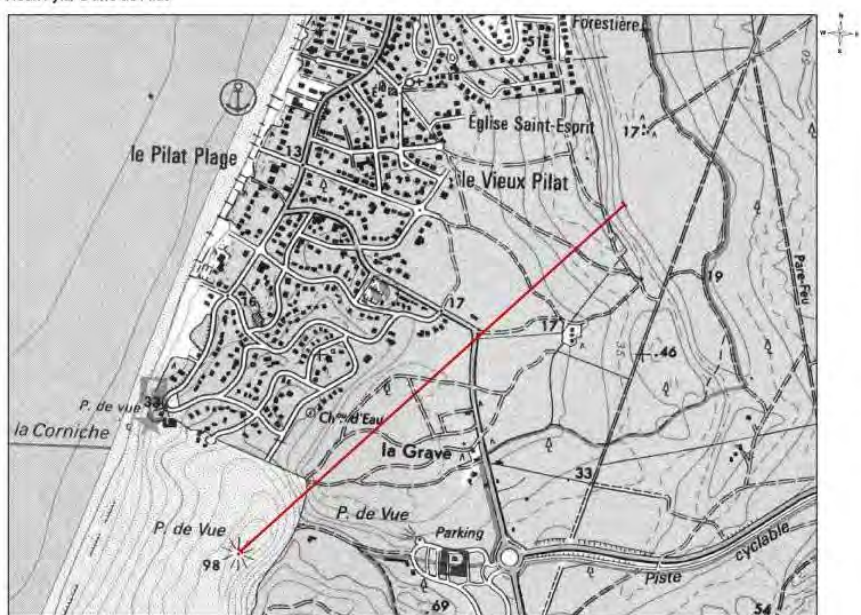 Forestière
51
17
Église Saint-Esprit
le Pilat Plage
13
le Vieux Pilat
19
Pare-Feu
17
17
.46
35
P. de vue
33
la Corniche
Chau d'Eau
la Grave
33
P. de Vue
P. de Vue
98
Parking
P
Piste
cyclable
69
54